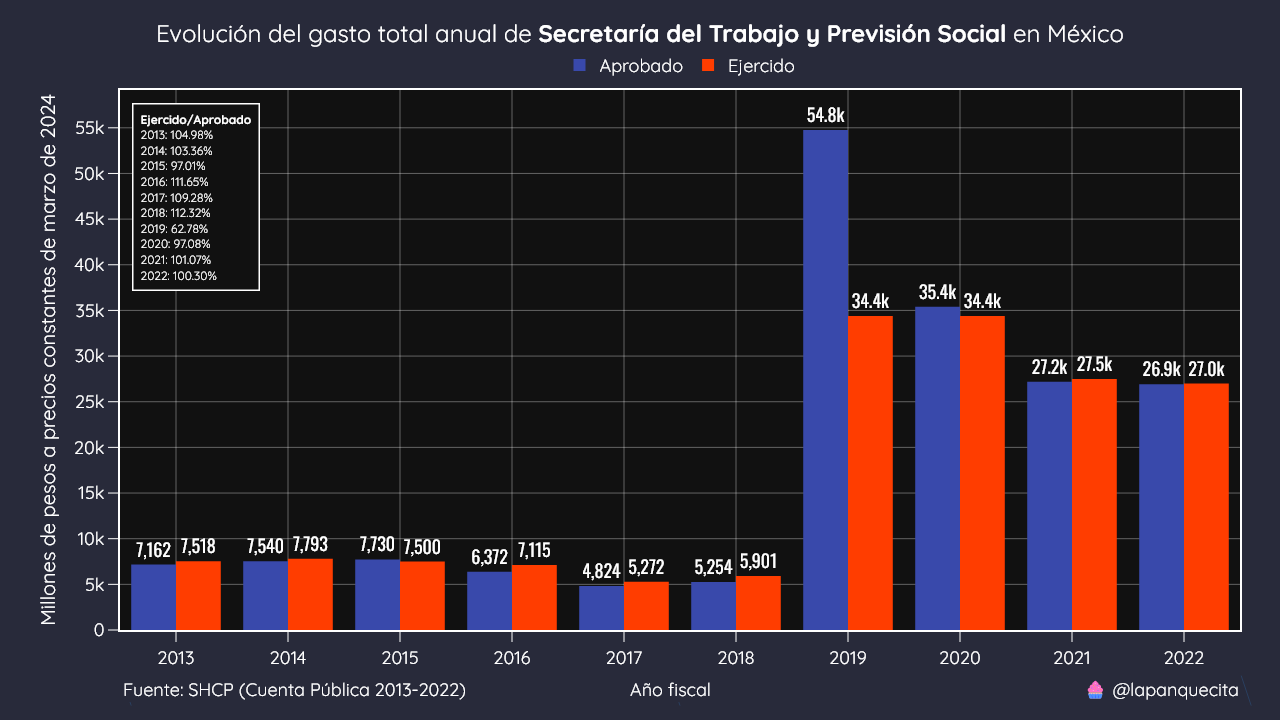 Evolución del gasto total anual de Secretaría del Trabajo y Previsión Social en México
Aprobado Ejercido
Millones de pesos a precios constantes de marzo de 2024
55k
50k
45k
40k
35k
30k
25k
20k
15k
10k
5k
0
Ejercido/Aprobado
2013: 104.98%
2014: 103.36%
2015: 97.01%
2016: 111.65%
2017: 109.28%
2018: 112.32%
2019: 62.78%
2020: 97.08%
2021: 101.07%
2022: 100.30%
7,162 7,518 7,540 7,793 7,730 7,500 6,372 7,115 4,824 5,272 5,254 5,901 54.8k 34.4k 35.4k 34.4k 27.2k 27.5k 26.9k 27.0k
2013 2014 2015 2016 2017 2018 2019 2020 2021 2022
Fuente: SHCP (Cuenta Pública 2013-2022) Año fiscal @lapanquecita